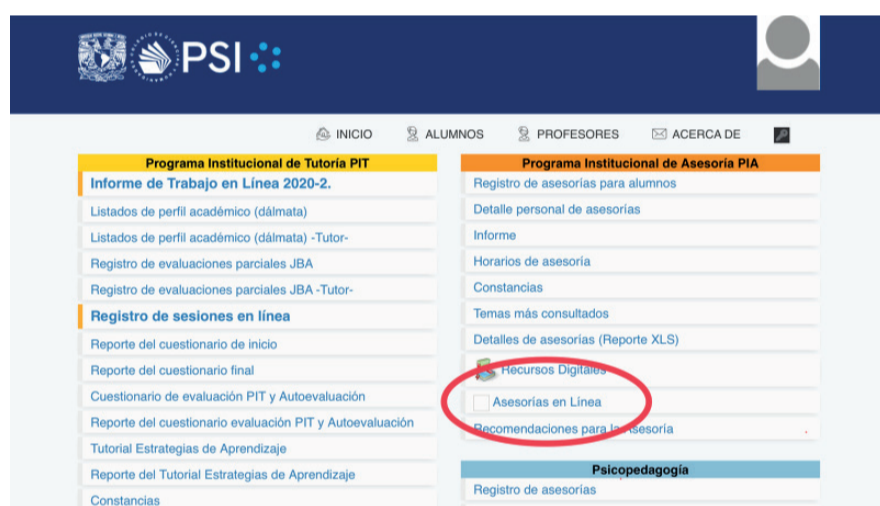 PSI
INICIO
ALUMNOS
PROFESORES
ACERCA DE
Programa Institucional de Tutoría PIT
Informe de Trabajo en Línea 2020-2.
Listados de perfil académico (dálmata)
Listados de perfil académico (dálmata) -Tutor-
Registro de evaluaciones parciales JBA
Registro de evaluaciones parciales JBA -Tutor-
Registro de sesiones en línea
Reporte del cuestionario de inicio
Reporte del cuestionario final
Cuestionario de evaluación PIT y Autoevaluación
Reporte del cuestionario evaluación PIT y Autoevaluación
Tutorial Estrategias de Aprendizaje
Reporte del Tutorial Estrategias de Aprendizaje
Constancias
Programa Institucional de Asesoría PIA
Registro de asesorías para alumnos
Detalle personal de asesorías
Informe
Horarios de asesoría
Constancias
Temas más consultados
Detalles de asesorías (Reporte XLS)
Recursos Digitales
Asesorías en Línea
Recomendaciones para la Asesoría
Psicopedagogía
Registro de asesorías